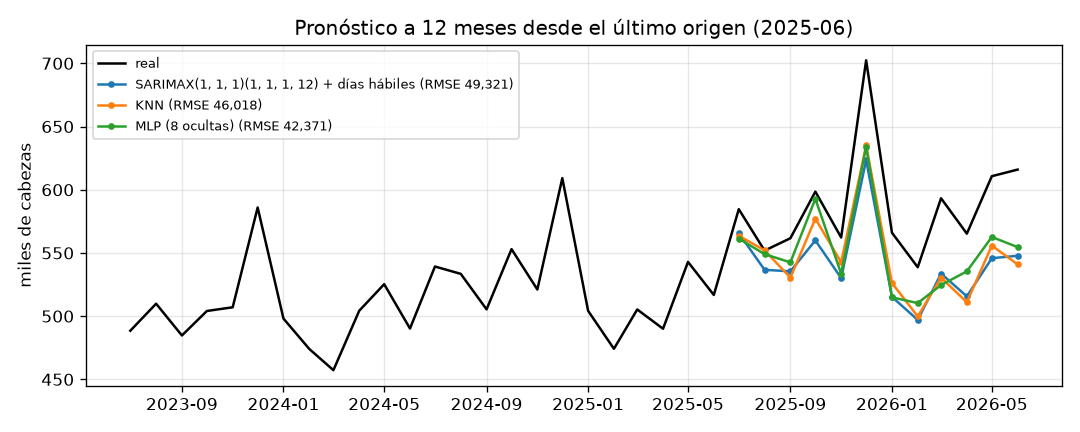 Pronóstico a 12 meses desde el último origen (2025-06)
real
SARIMAX(1, 1, 1)(1, 1, 1, 12) + días hábiles (RMSE 49,321)
KNN (RMSE 46,018)
MLP (8 ocultas) (RMSE 42,371)
miles de cabezas
700
650
600
550
500
450
2023-09 2024-01 2024-05 2024-09 2025-01 2025-05 2025-09 2026-01 2026-05